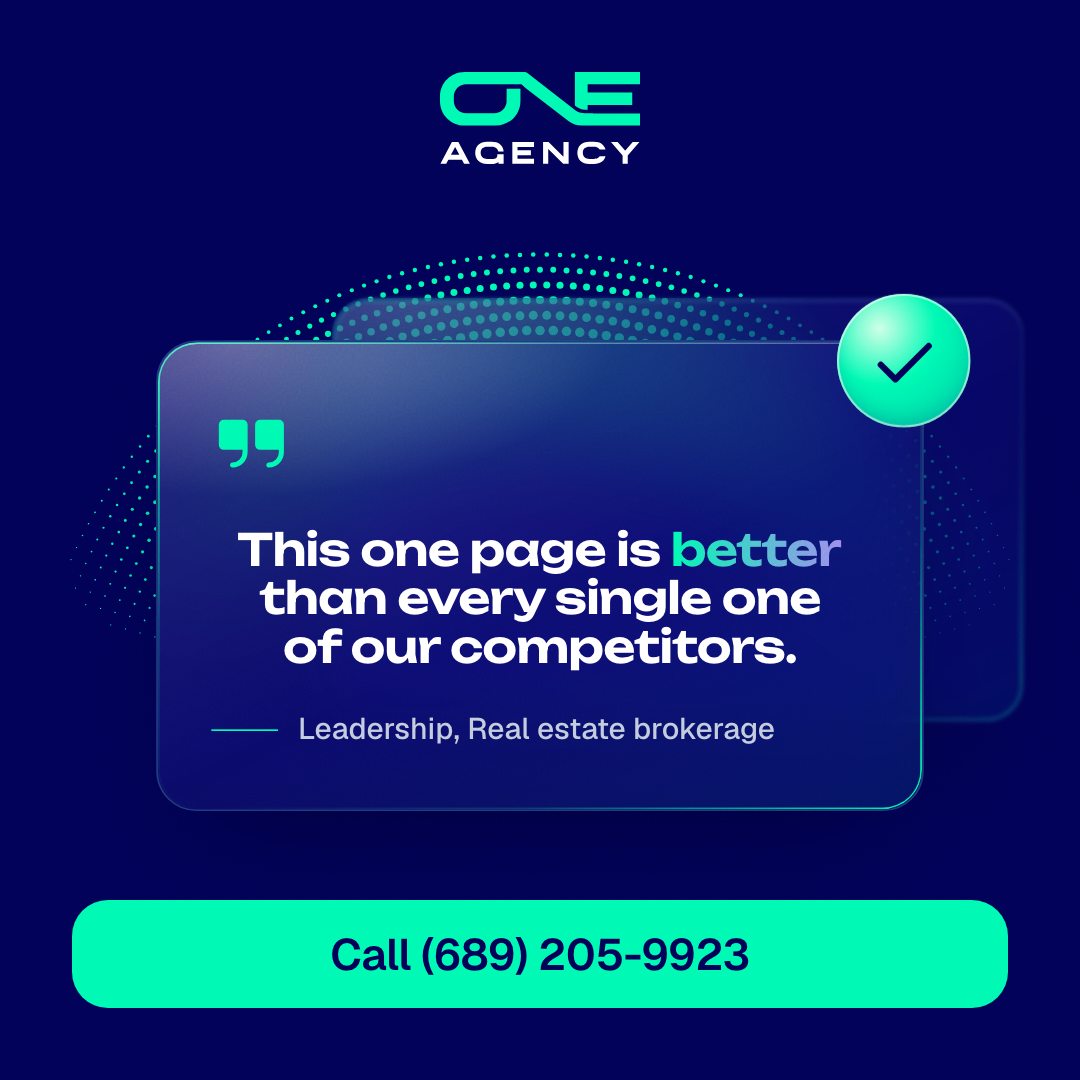 ONE
AGENCY
”
This one page is better
than every single one
of our competitors.
— Leadership, Real estate brokerage
Call (689) 205-9923